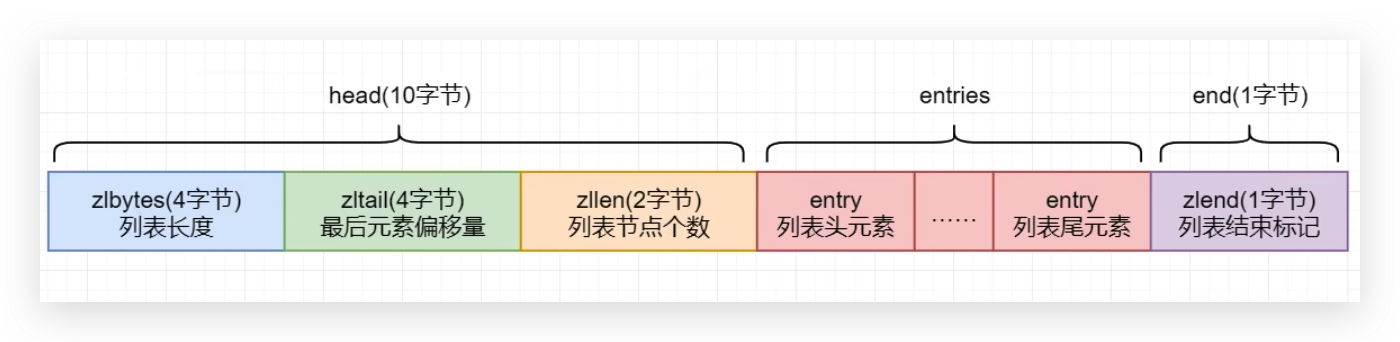 head(10字节)
entries
end(1字节)
zlbytes(4字节)
列表长度
zltail(4字节)
最后元素偏移量
zllen(2字节)
列表节点个数
entry
列表头元素
……
entry
列表尾元素
zlend(1字节)
列表结束标记